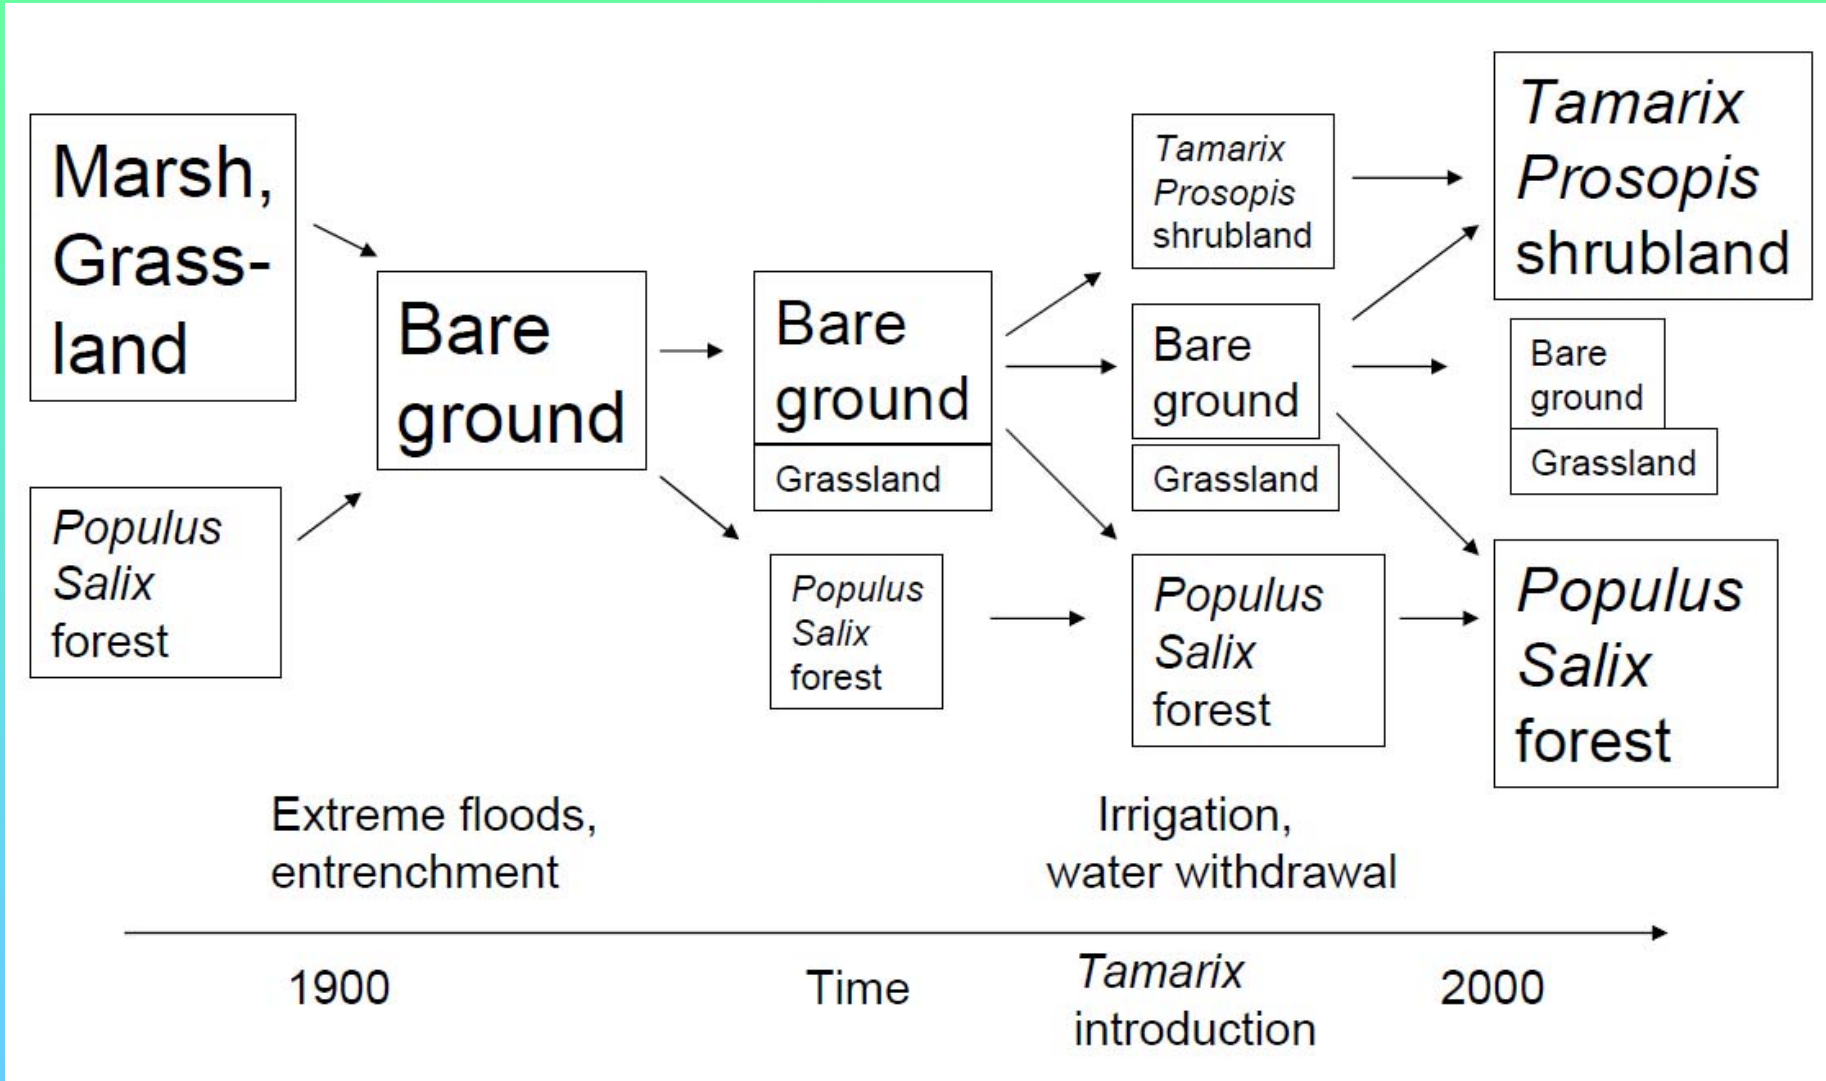 Marsh,
Grass-
land
Populus
Salix
forest
Bare
ground
Bare
ground
Grassland
Populus
Salix
forest
Tamarix
Prosopis
shrubland
Bare
ground
Grassland
Populus
Salix
forest
Tamarix
Prosopis
shrubland
Bare
ground
Grassland
Populus
Salix
forest
Extreme floods,
entrenchment
Irrigation,
water withdrawal
1900
Time
Tamarix
introduction
2000